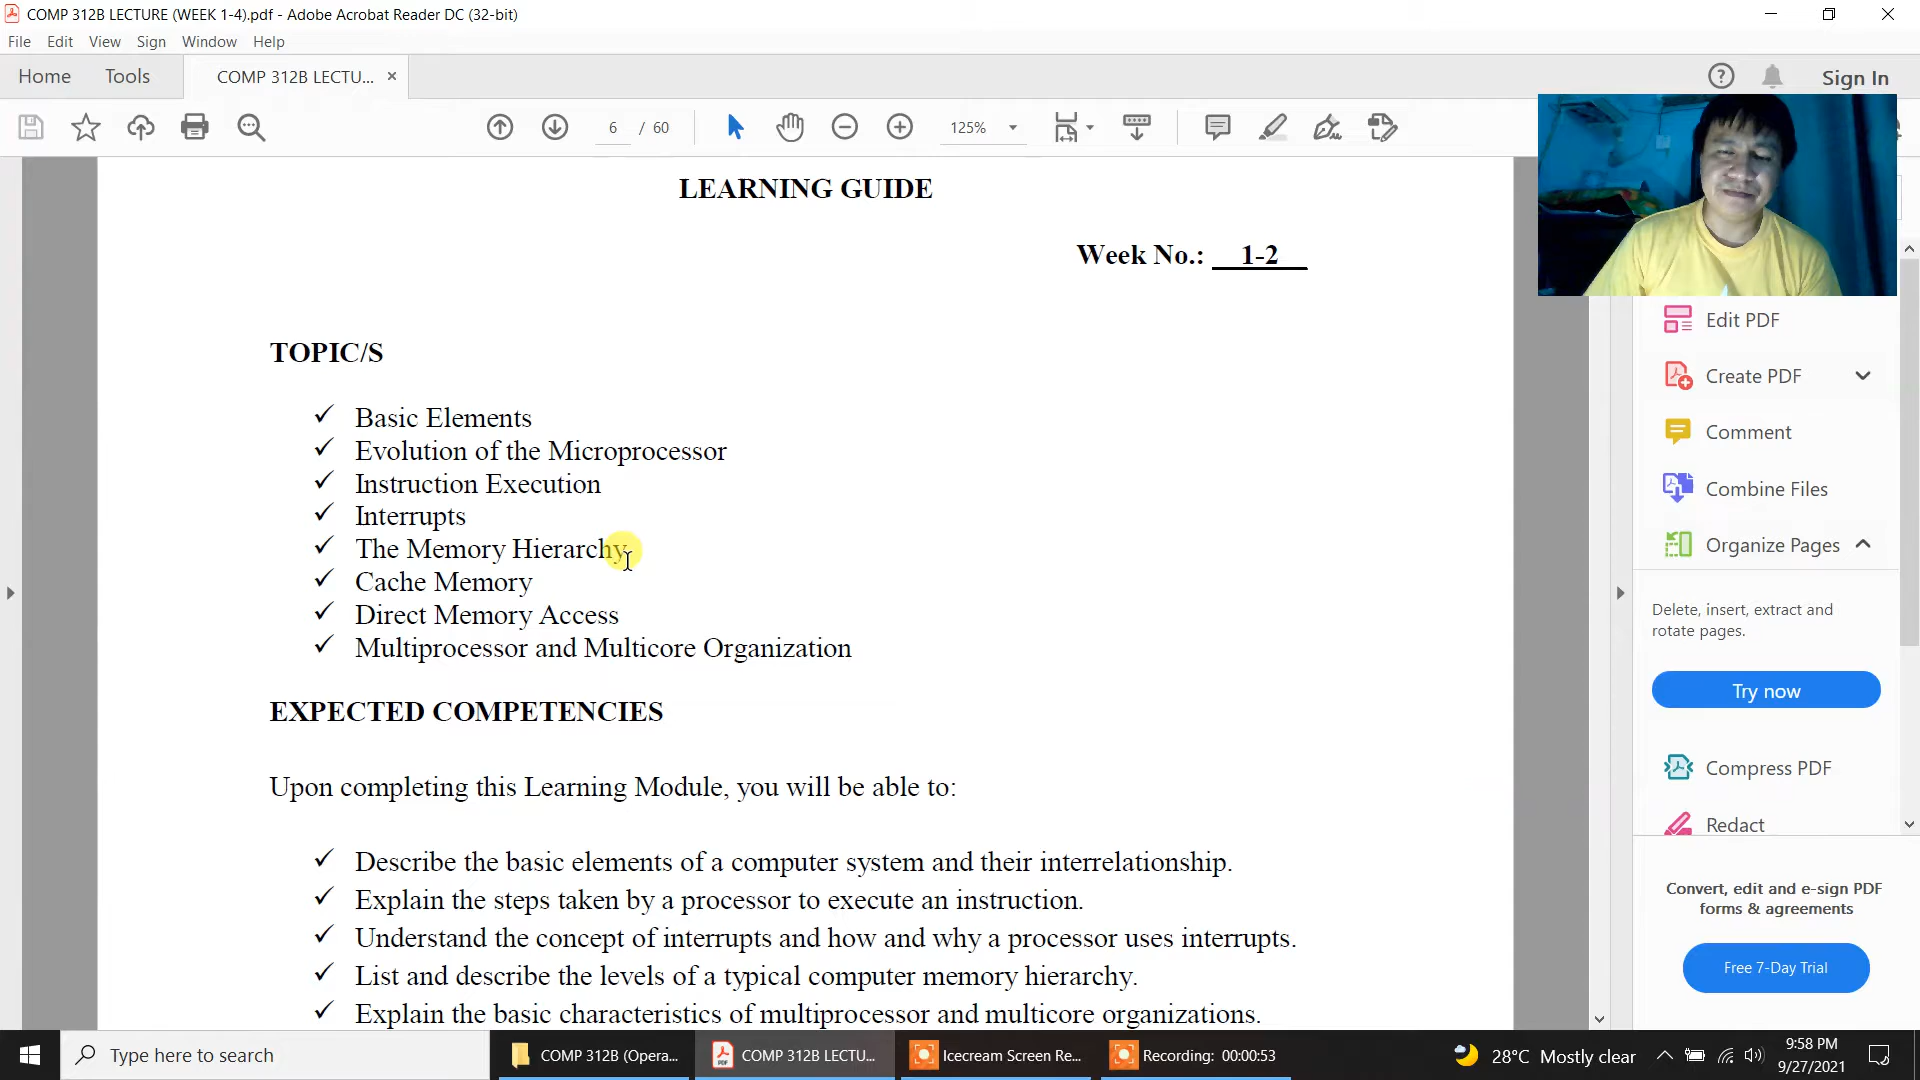 COMP 312B LECTURE (WEEK 1-4).pdf - Adobe Acrobat Reader DC (32-bit)
File Edit View Sign Window Help
Home Tools COMP 312B LECTU... ×
Sign In
6 / 60
125%
LEARNING GUIDE
Week No.: 1-2
TOPIC/S
✓ Basic Elements
✓ Evolution of the Microprocessor
✓ Instruction Execution
✓ Interrupts
✓ The Memory Hierarchy
✓ Cache Memory
✓ Direct Memory Access
✓ Multiprocessor and Multicore Organization
EXPECTED COMPETENCIES
Upon completing this Learning Module, you will be able to:
✓ Describe the basic elements of a computer system and their interrelationship.
✓ Explain the steps taken by a processor to execute an instruction.
✓ Understand the concept of interrupts and how and why a processor uses interrupts.
✓ List and describe the levels of a typical computer memory hierarchy.
✓ Explain the basic characteristics of multiprocessor and multicore organizations.
Edit PDF
Create PDF
Comment
Combine Files
Organize Pages
Delete, insert, extract and
rotate pages.
Try now
Compress PDF
Redact
Convert, edit and e-sign PDF
forms & agreements
Free 7-Day Trial
Type here to search
COMP 312B (Opera...
COMP 312B LECTU...
Icecream Screen Re...
Recording: 00:00:53
28°C Mostly clear
9:58 PM
9/27/2021